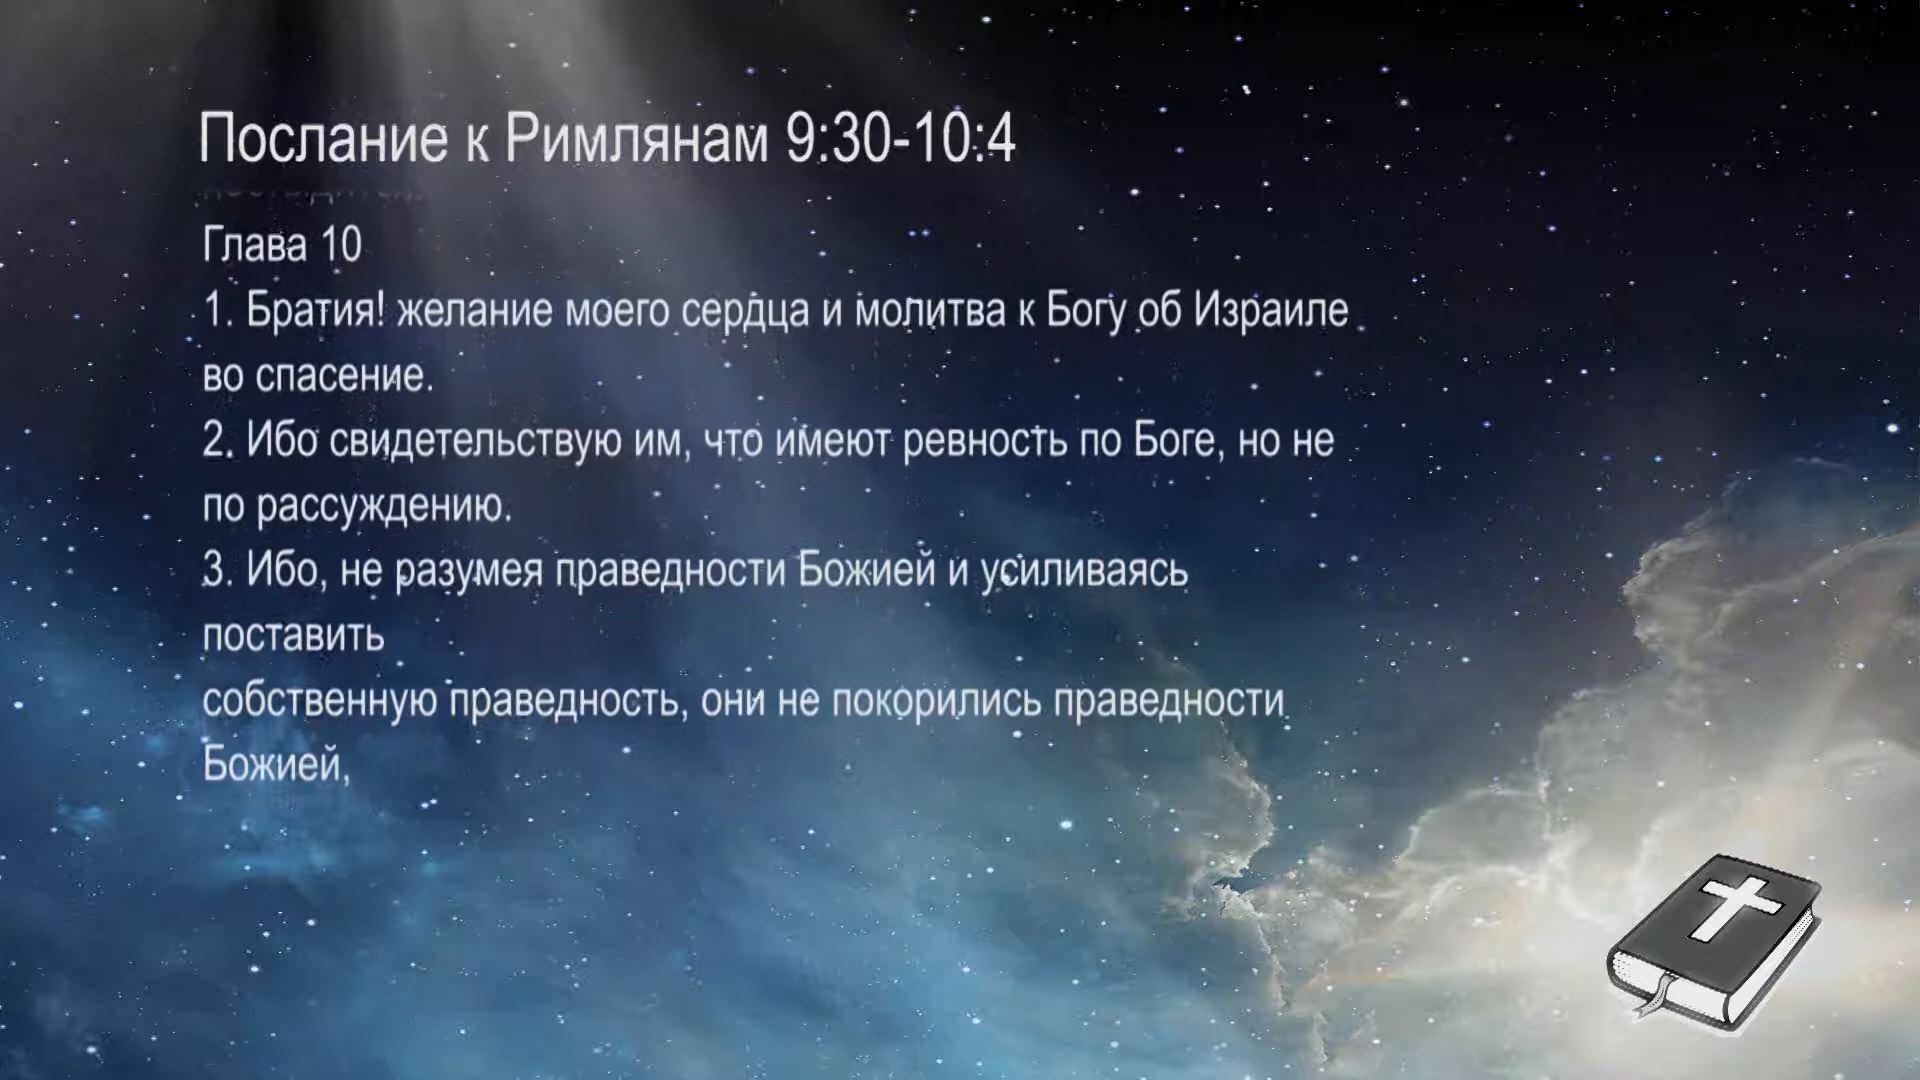 Послание к Римлянам 9:30-10:4
Глава 10
1. Братия! желание моего сердца и молитва к Богу об Израиле
во спасение.
2. Ибо свидетельствую им, что имеют ревность по Боге, но не
по рассуждению.
3. Ибо, не разумея праведности Божией и усиливаясь
поставить
собственную праведность, они не покорились праведности
Божией,